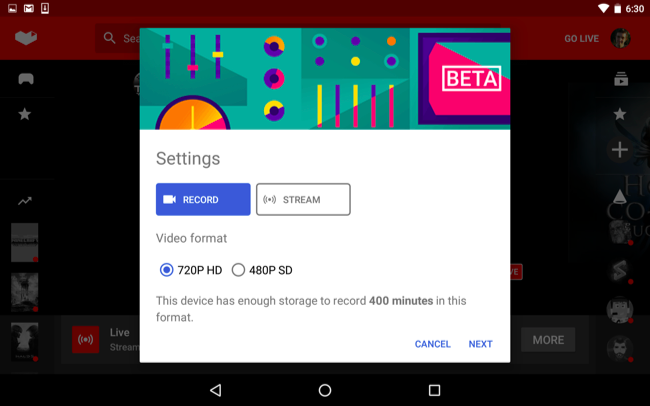 6:30
Sea
GO LIVE
BETA
Settings
RECORD
STREAM
Video format
720P HD
480P SD
This device has enough storage to record 400 minutes in this
format.
Live
Stream
MORE
CANCEL
NEXT